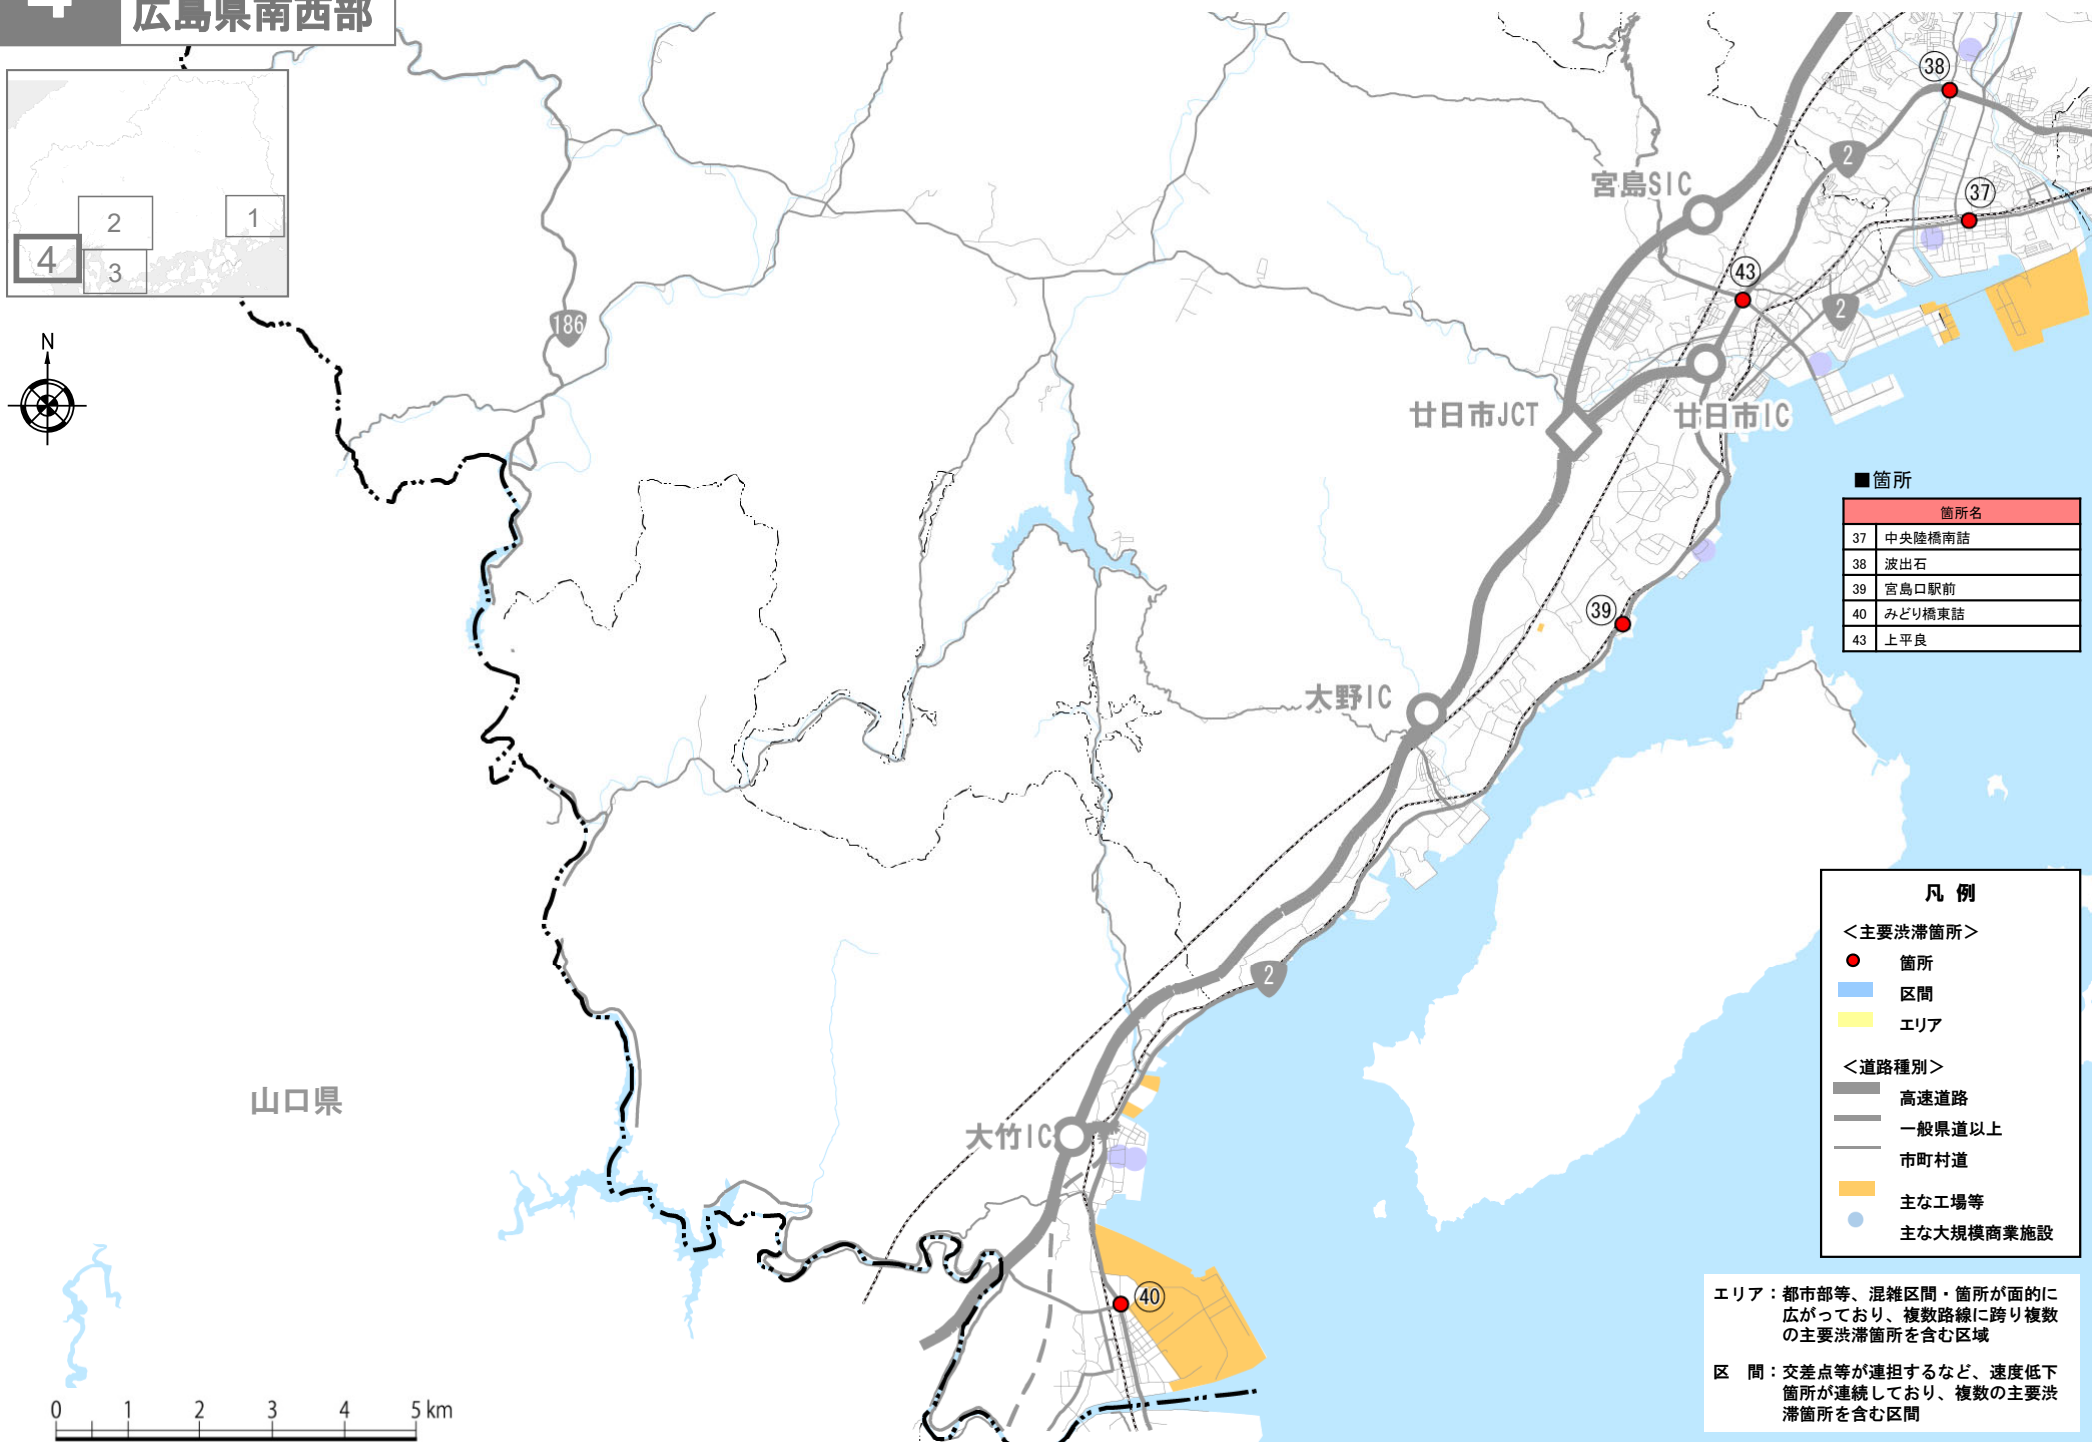 4
広島県南西部
1
2
3
4
N
186
38
2
宮島SIC
37
43
2
廿日市JCT
廿日市IC
■箇所
箇所名
37 中央陸橋南詰
38 波出石
39 宮島口駅前
40 みどり橋東詰
43 上平良
39
大野IC
2
山口県
大竹IC
40
凡 例
＜主要渋滞箇所＞
箇所
区間
エリア
＜道路種別＞
高速道路
一般県道以上
市町村道
主な工場等
主な大規模商業施設
エリア：都市部等、混雑区間・箇所が面的に
広がっており、複数路線に跨り複数
の主要渋滞箇所を含む区域
区　間：交差点等が連担するなど、速度低下
箇所が連続しており、複数の主要渋
滞箇所を含む区間
0 1 2 3 4 5 km